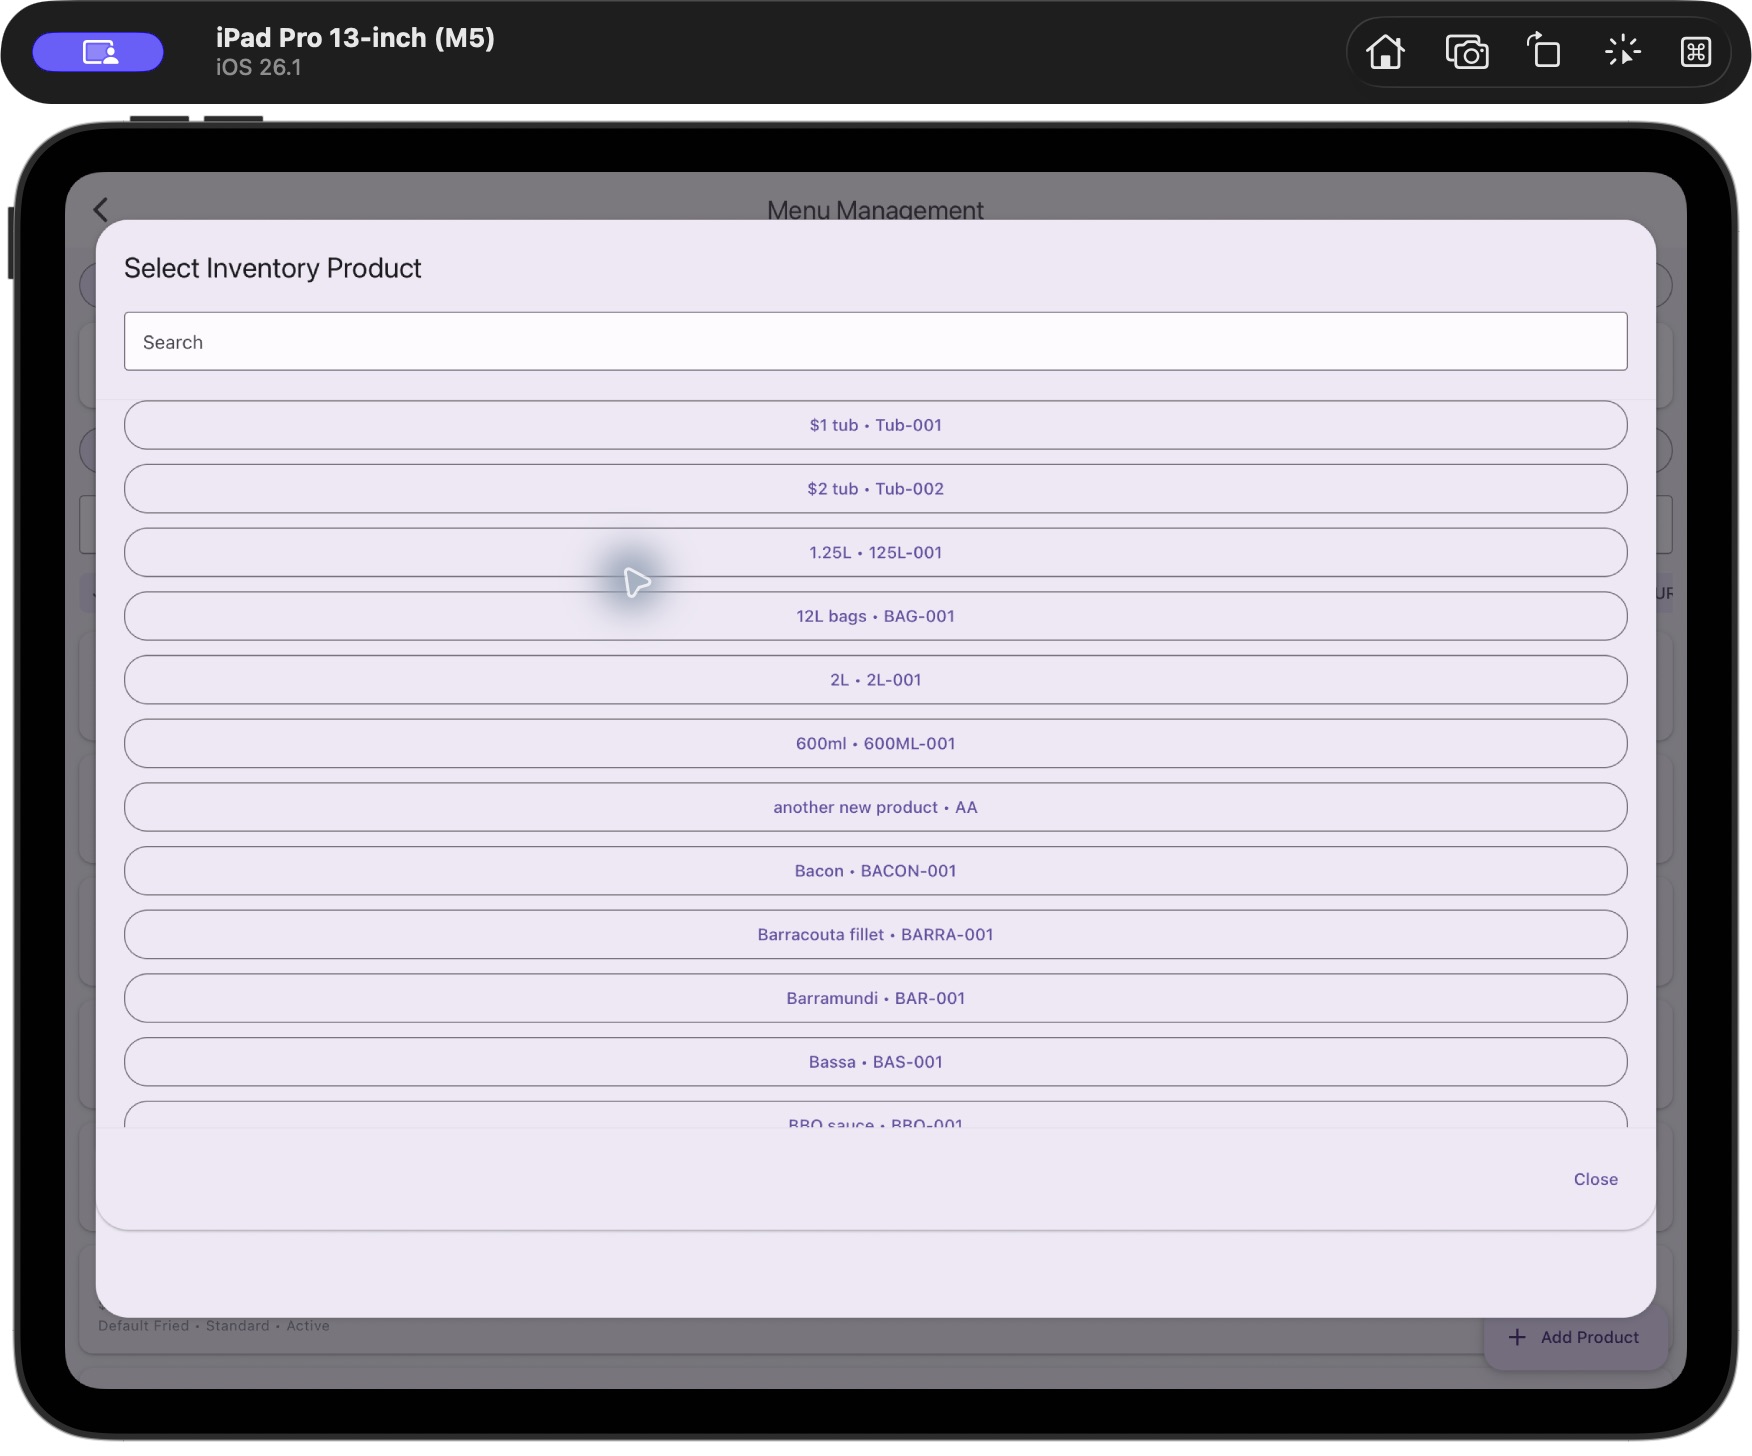 iPad Pro 13-inch (M5)
iOS 26.1
Menu Management
Select Inventory Product
Search
$1 tub • Tub-001
$2 tub • Tub-002
1.25L • 125L-001
12L bags • BAG-001
2L • 2L-001
600ml • 600ML-001
another new product • AA
Bacon • BACON-001
Barracouta fillet • BARRA-001
Barramundi • BAR-001
Bassa • BAS-001
BBQ sauce • BBQ-001
Close
Default Fried • Standard • Active
Add Product